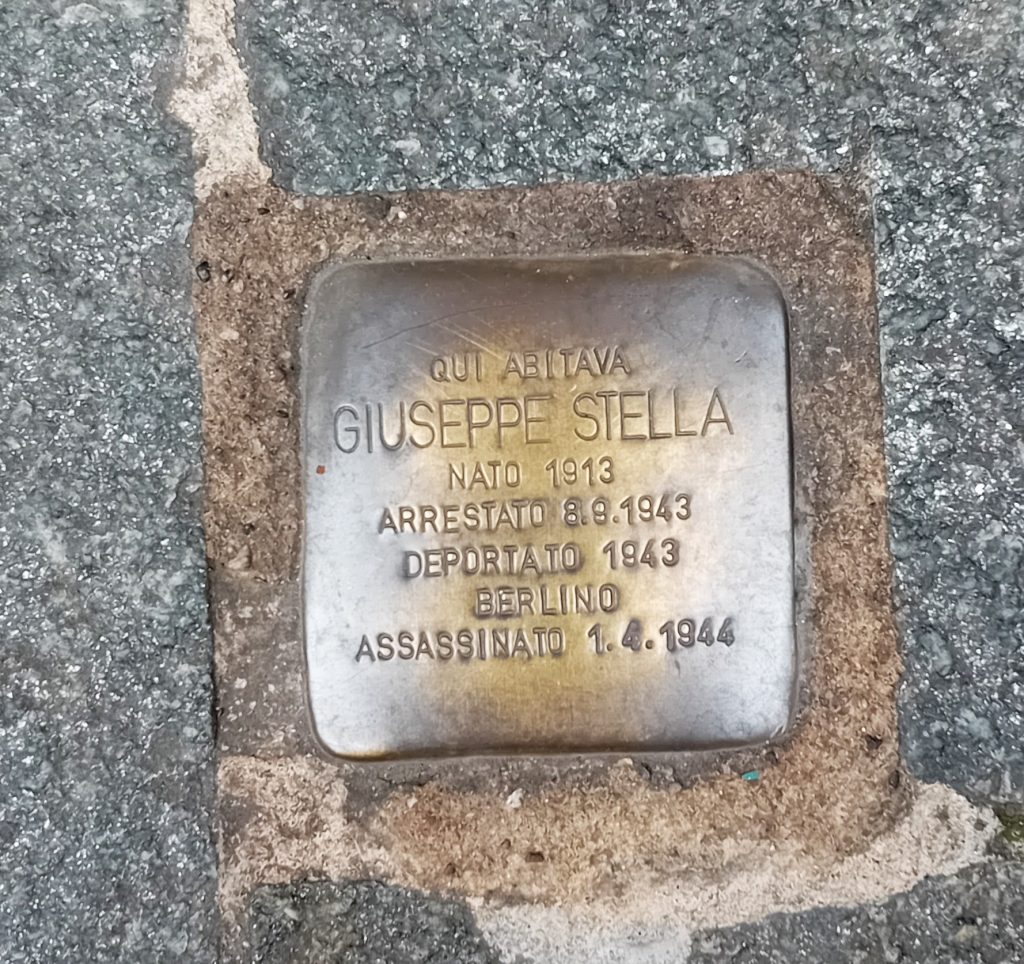 QUI ABITAVA
GIUSEPPE STELLA
NATO 1913
ARRESTATO 8.9.1943
DEPORTATO 1943
BERLINO
ASSASSINATO 1.4.1944